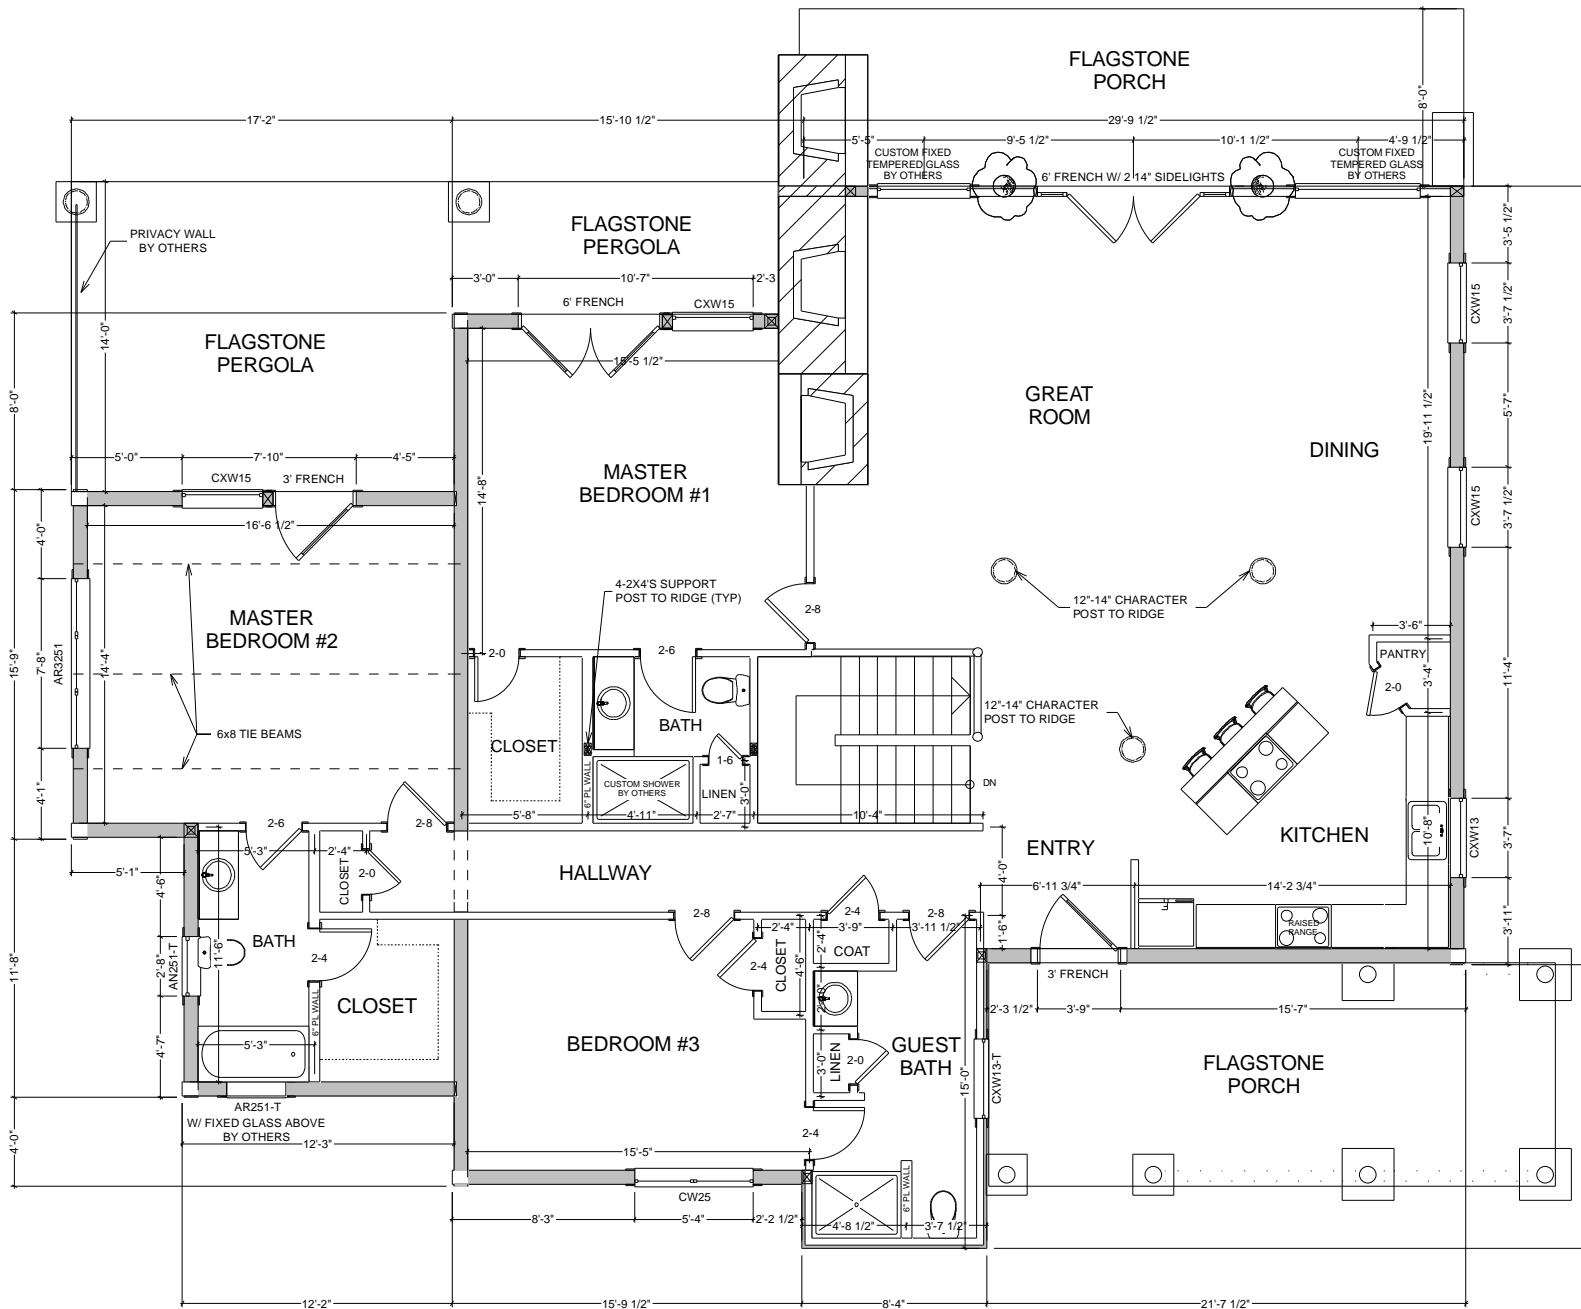 FLAGSTONE
PORCH
8'-0"
17'-2"
15'-10 1/2"
29'-9 1/2"
5'-5"
9'-5 1/2"
10'-1 1/2"
4'-9 1/2"
CUSTOM FIXED
TEMPERED GLASS
BY OTHERS
6' FRENCH W/ 2 14" SIDELIGHTS
CUSTOM FIXED
TEMPERED GLASS
BY OTHERS
PRIVACY WALL
BY OTHERS
FLAGSTONE
PERGOLA
3'-0"
10'-7"
2'-3
6' FRENCH
CXW15
3'-5 1/2"
3'-7 1/2"
CXW15
14'-0"
FLAGSTONE
PERGOLA
15'-5 1/2"
8'-0"
GREAT
ROOM
19'-11 1/2"
5'-7"
DINING
5'-0"
7'-10"
4'-5"
CXW15
3' FRENCH
MASTER
BEDROOM #1
14'-8"
CXW15
3'-7 1/2"
16'-6 1/2"
4'-0"
4-2X4'S SUPPORT
POST TO RIDGE (TYP)
2-8
12"-14" CHARACTER
POST TO RIDGE
MASTER
BEDROOM #2
15'-9"
7'-8"
AR3251
14'-4"
3'-6"
PANTRY
2-0
3'-4"
11'-4"
2-0
2-6
BATH
CLOSET
12"-14" CHARACTER
POST TO RIDGE
6x8 TIE BEAMS
1-6
LINEN
3'-0"
CUSTOM SHOWER
BY OTHERS
6" PL WALL
DN
4'-1"
5'-8"
4'-11"
2'-7"
10'-4"
2-6
2-8
KITCHEN
10'-8"
CXW13
3'-7"
ENTRY
5'-3"
2'-4"
5'-1"
4'-6"
CLOSET
2-0
HALLWAY
4'-0"
6'-11 3/4"
14'-2 3/4"
2-8
2-4
2-8
2'-4"
3'-9"
3'-11 1/2"
1'-6"
RAISED
RANGE
3'-11"
BATH
11'-6"
2-4
2'-8"
AN251-T
11'-8"
CLOSET
4'-6"
2-4
COAT
2'-4"
3' FRENCH
CLOSET
6" PL WALL
2'-3 1/2"
3'-9"
15'-7"
5'-3"
4'-7"
BEDROOM #3
LINEN
3'-0"
2-0
GUEST
BATH
15'-0"
CXW13-T
FLAGSTONE
PORCH
AR251-T
W/ FIXED GLASS ABOVE
BY OTHERS
12'-3"
4'-0"
2-4
15'-5"
CW25
6" PL WALL
8'-3"
5'-4"
2'-2 1/2"
4'-8 1/2"
3'-7 1/2"
12'-2"
15'-9 1/2"
8'-4"
21'-7 1/2"